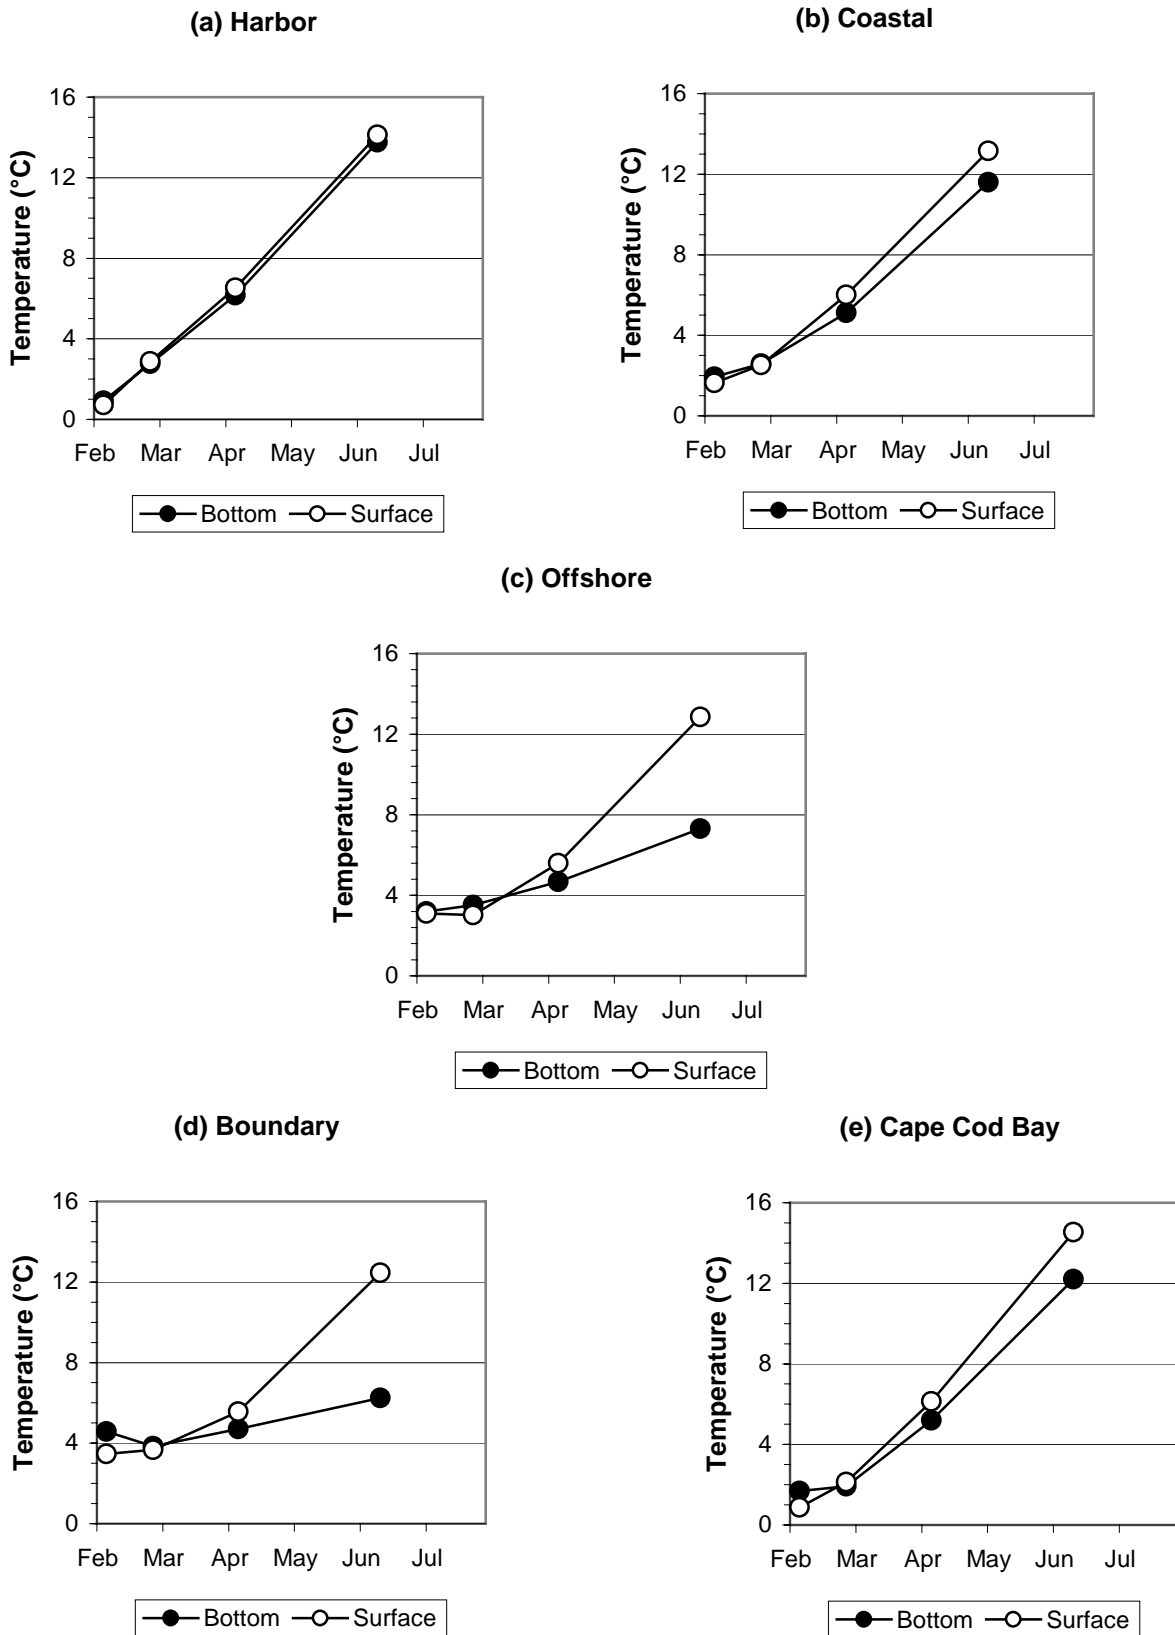 (a) Harbor
(b) Coastal
16
12
8
4
0
Temperature (°C)
Feb Mar Apr May Jun Jul
Bottom Surface
16
12
8
4
0
Temperature (°C)
Feb Mar Apr May Jun Jul
Bottom Surface
(c) Offshore
16
12
8
4
0
Temperature (°C)
Feb Mar Apr May Jun Jul
Bottom Surface
(d) Boundary
(e) Cape Cod Bay
16
12
8
4
0
Temperature (°C)
Feb Mar Apr May Jun Jul
Bottom Surface
16
12
8
4
0
Temperature (°C)
Feb Mar Apr May Jun Jul
Bottom Surface